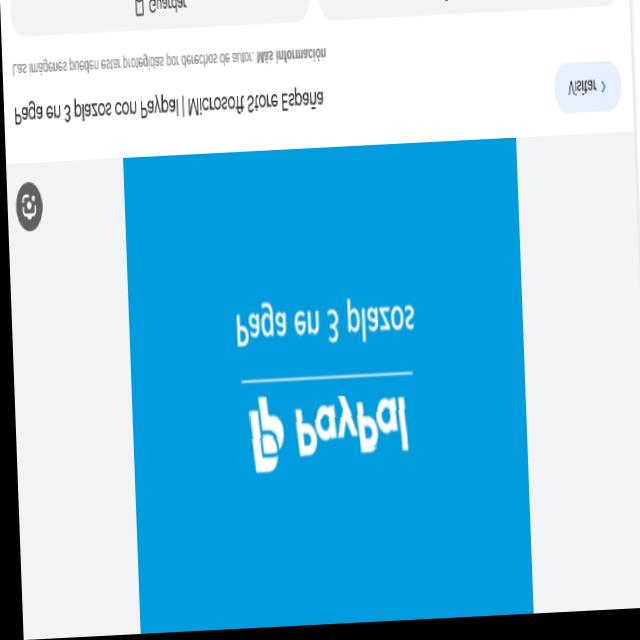 PayPal
Paga en 3 plazos
Paga en 3 plazos con Paypal | Microsoft Store España
Visitar
Las imágenes pueden estar protegidas por derechos de autor. Más información
Guardar